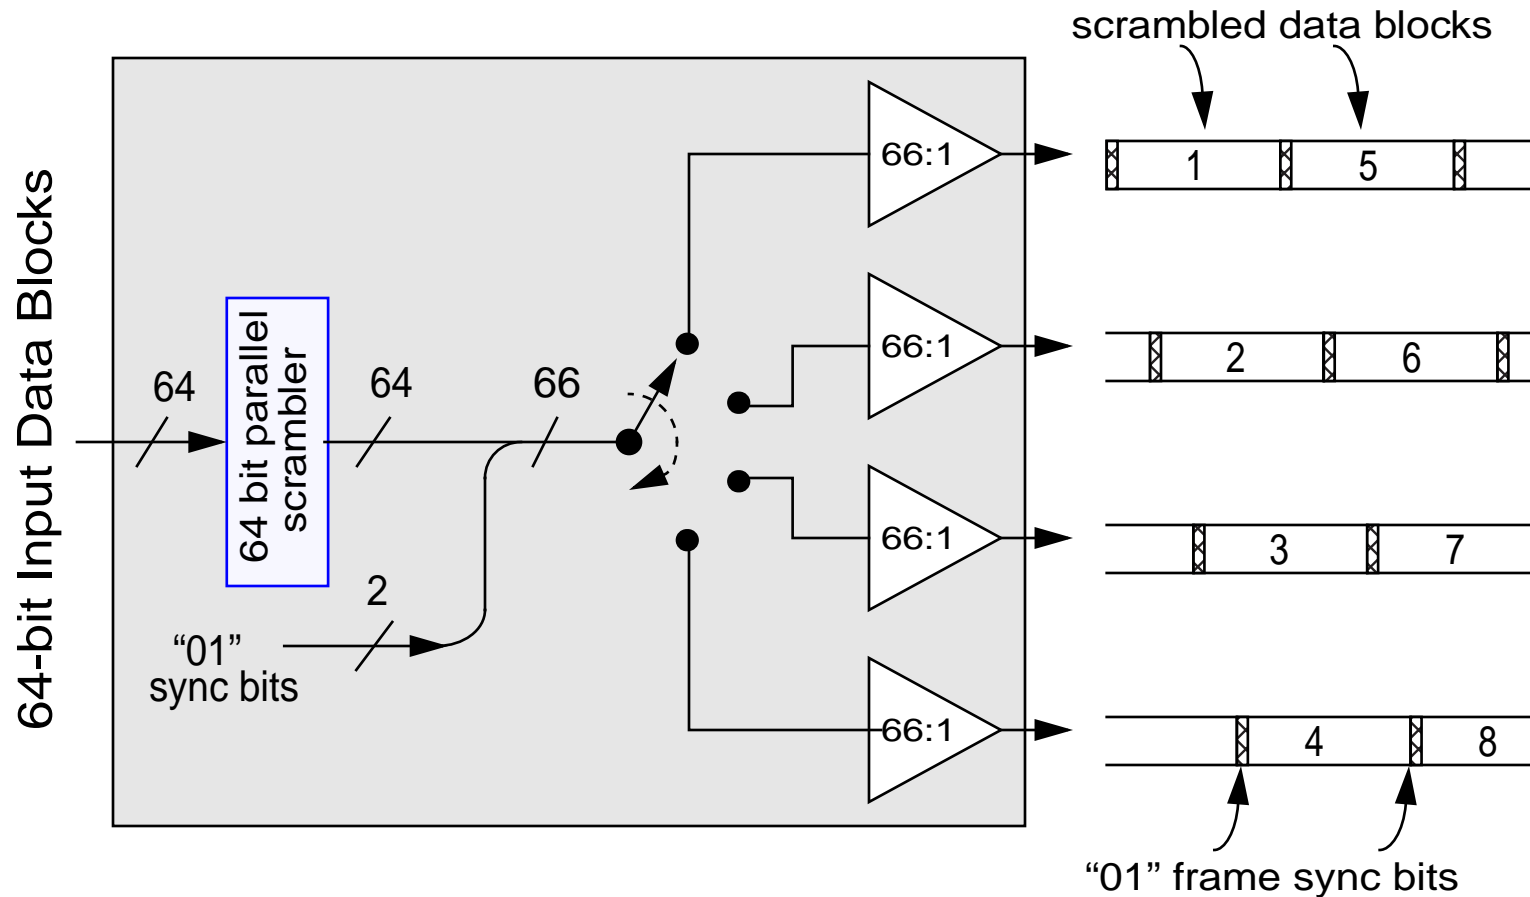 scrambled data blocks
64-bit Input Data Blocks
64
64 bit parallel
scrambler
64
66
2
“01”
sync bits
66:1
66:1
66:1
66:1
1
5
2
6
3
7
4
8
“01” frame sync bits